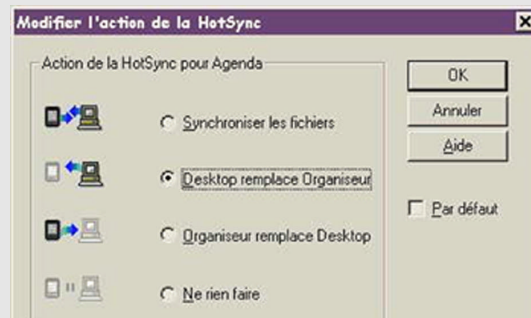 Modifier l'action de la HotSync
Action de la HotSync pour Agenda
Synchroniser les fichiers
Desktop remplace Organiseur
Organiseur remplace Desktop
Ne rien faire
OK
Annuler
Aide
Par défaut